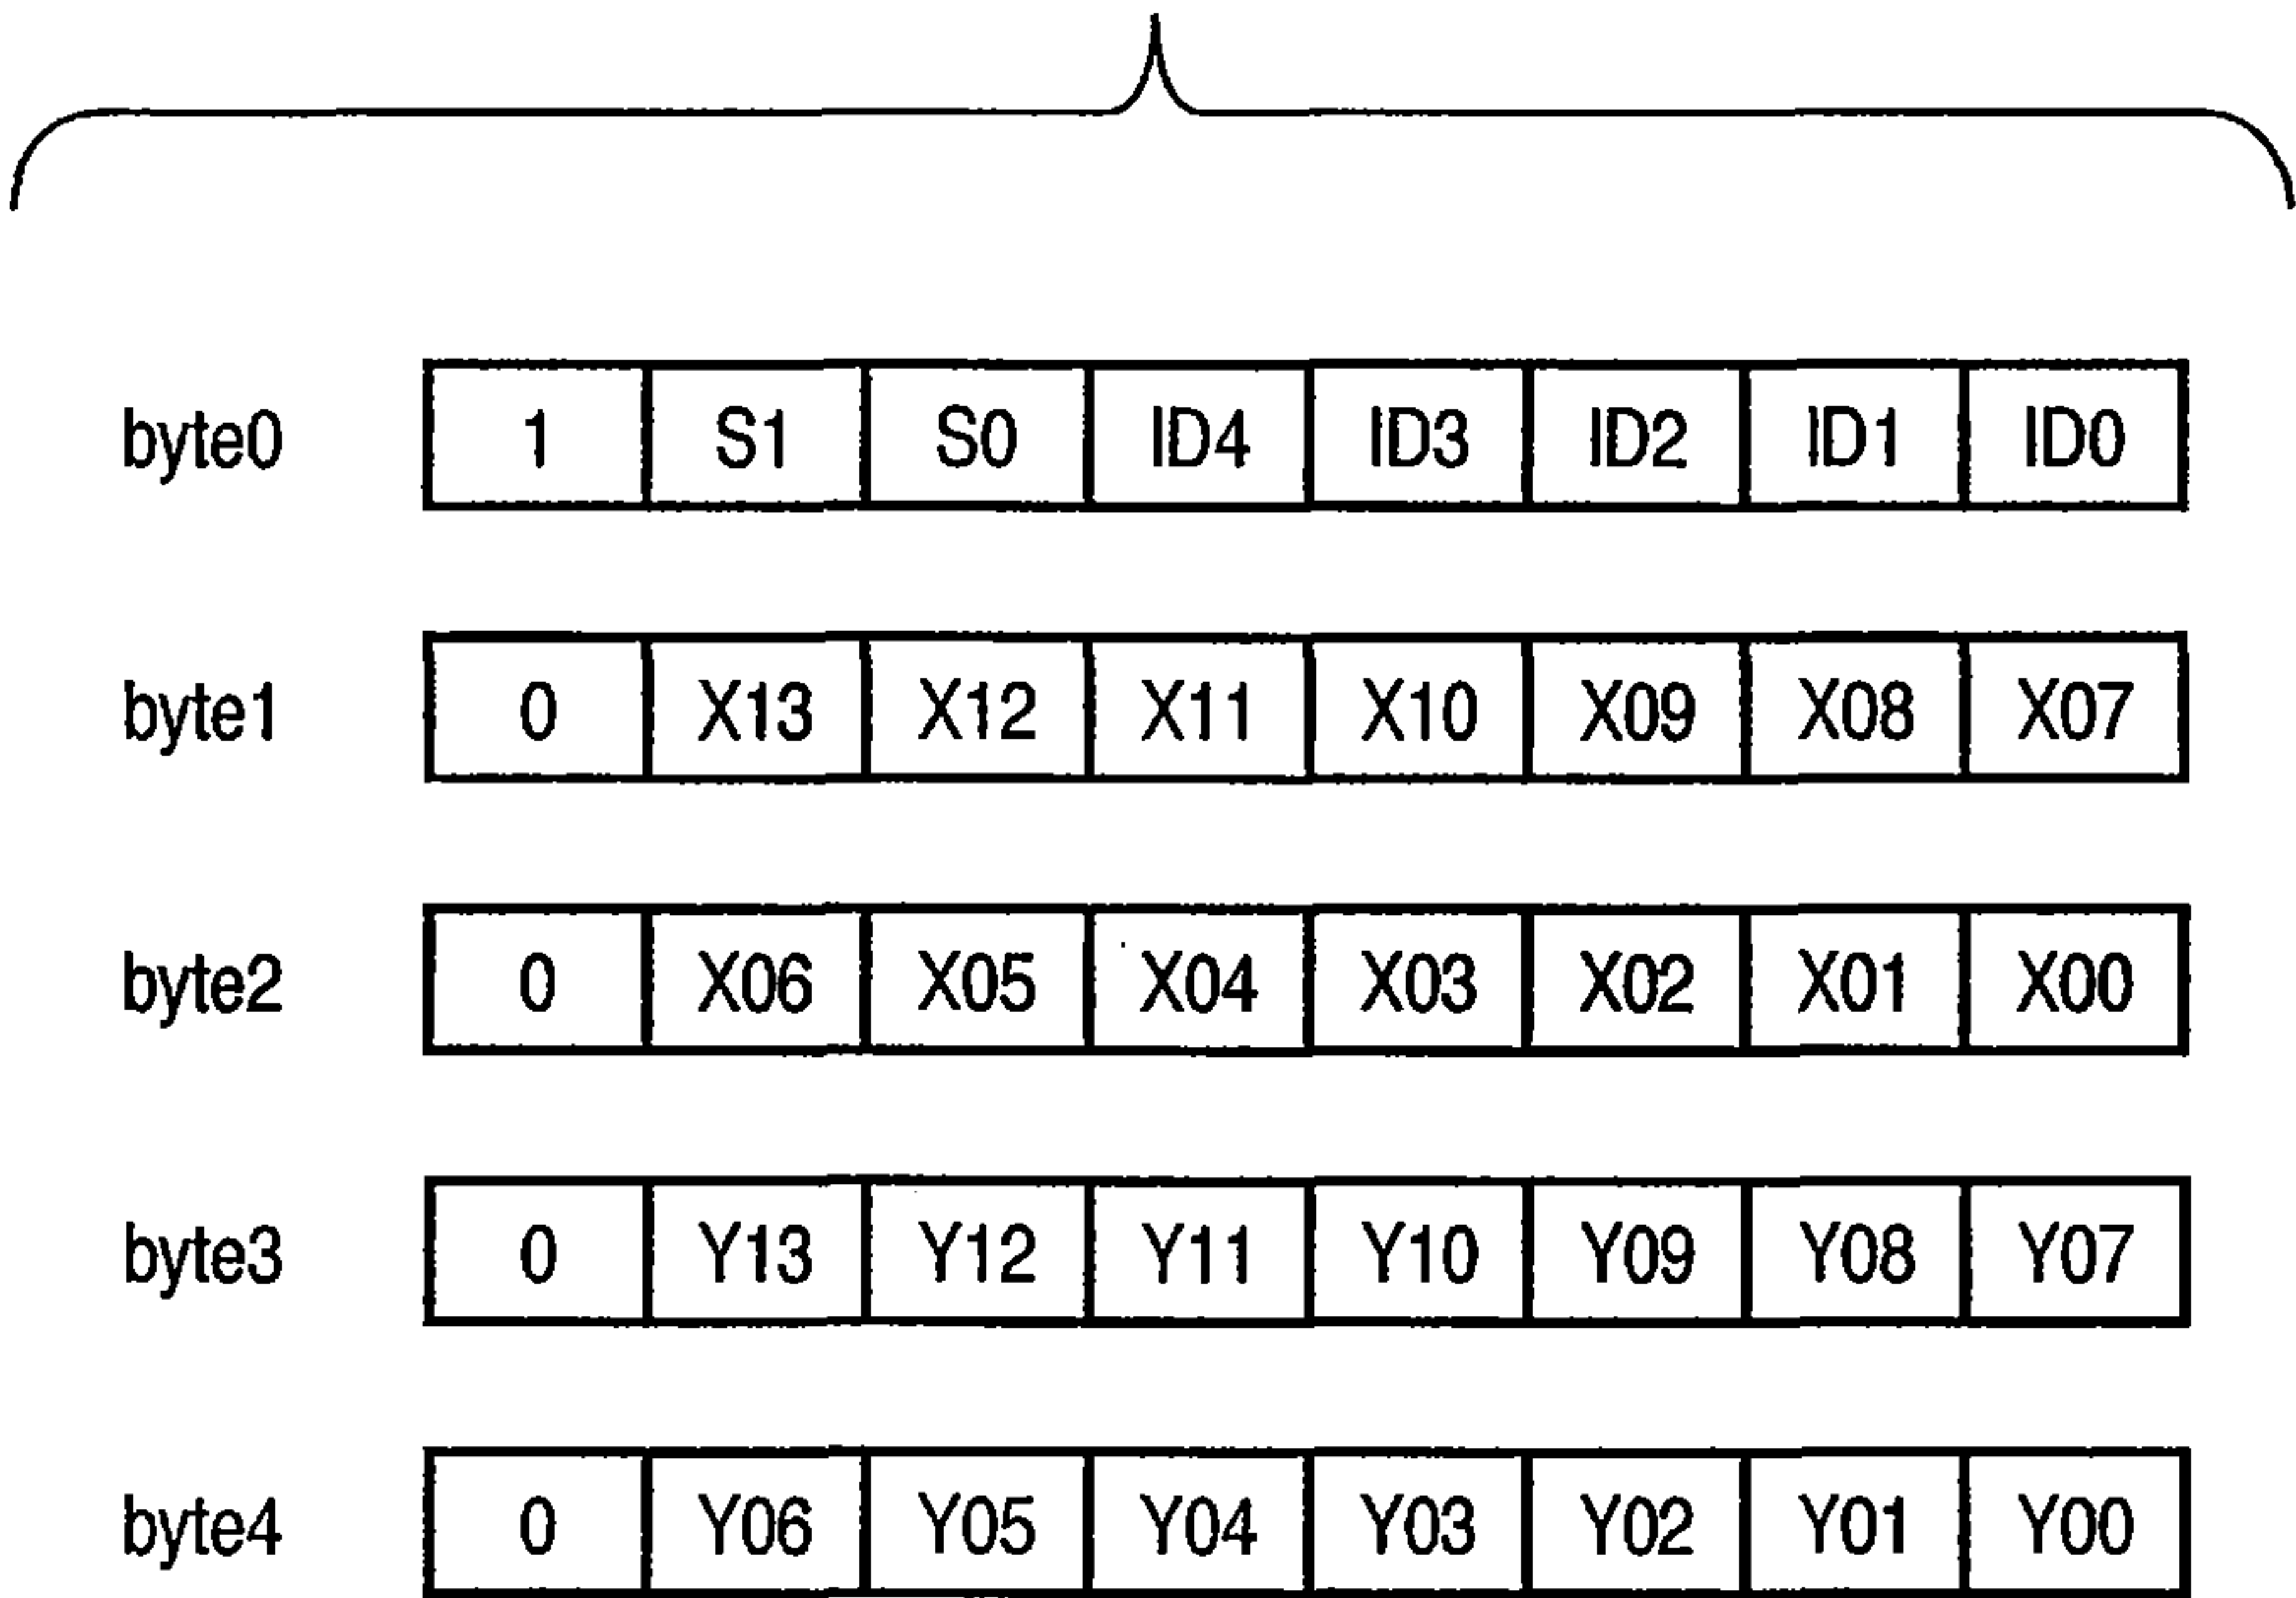 byte0 1 S1 S0 ID4 ID3 ID2 ID1 ID0
byte1 0 X13 X12 X11 X10 X09 X08 X07
byte2 0 X06 X05 X04 X03 X02 X01 X00
byte3 0 Y13 Y12 Y11 Y10 Y09 Y08 Y07
byte4 0 Y06 Y05 Y04 Y03 Y02 Y01 Y00